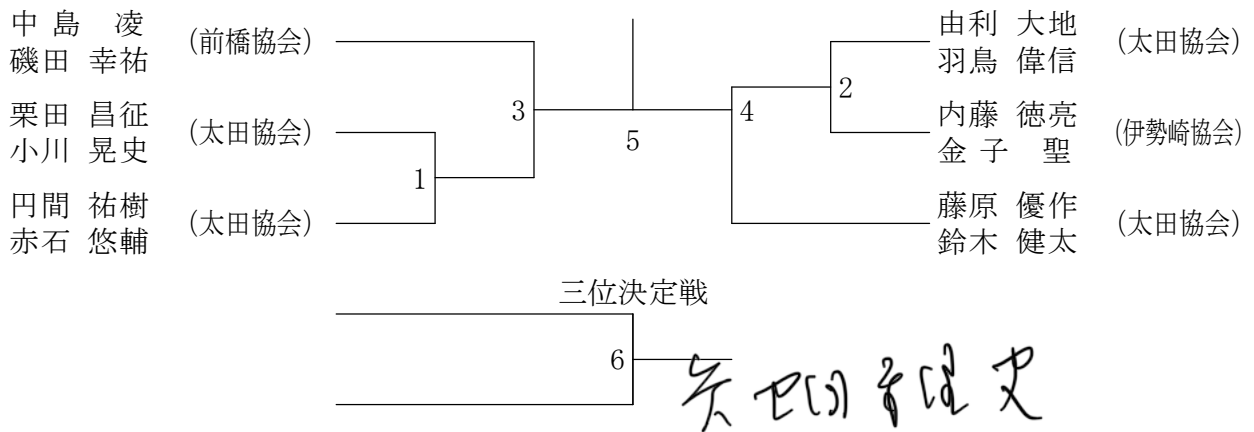 中島 凌
磯田 幸祐
(前橋協会)
栗田 昌征
小川 晃史
(太田協会)
円間 祐樹
赤石 悠輔
(太田協会)
3
1
5
4
2
由利 大地
羽鳥 偉信
(太田協会)
内藤 徳亮
金子 聖
(伊勢崎協会)
藤原 優作
鈴木 健太
(太田協会)
三位決定戦
6